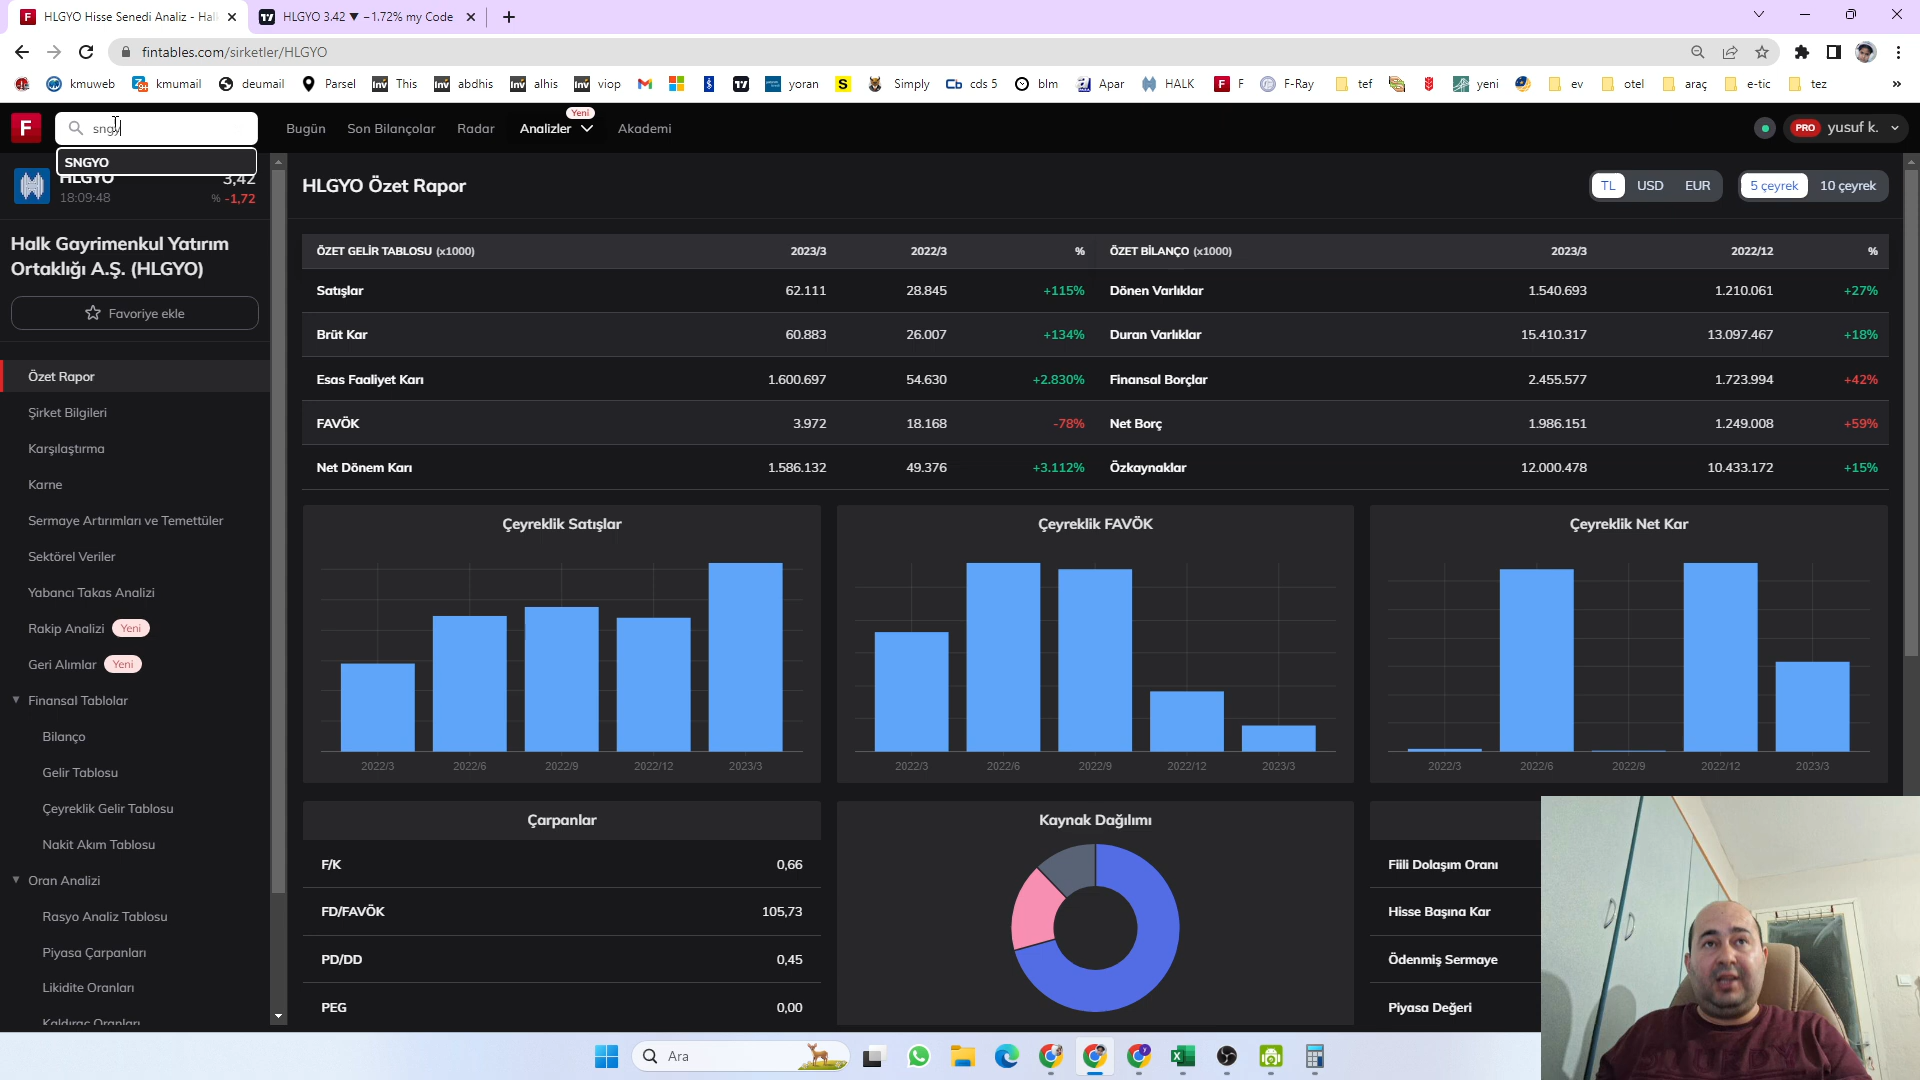 HLGYO Hisse Senedi Analiz - Hal
HLGYO 3.42 ▼ −1.72% my Code
fintables.com/sirketler/HLGYO
kmuweb
kmumail
deumail
Parsel
This
abdhis
alhis
viop
yoran
Simply
cds 5
blm
Apar
HALK
F
F-Ray
tef
yeni
ev
otel
araç
e-tic
tez
sngy
Bugün
Son Bilançolar
Radar
Analizler
Yeni
Akademi
PRO
yusuf k.
SNGYO
HLGYO
3,42
18:09:48
% -1,72
Halk Gayrimenkul Yatırım
Ortaklığı A.Ş. (HLGYO)
Favoriye ekle
Özet Rapor
Şirket Bilgileri
Karşılaştırma
Karne
Sermaye Artırımları ve Temettüler
Sektörel Veriler
Yabancı Takas Analizi
Rakip Analizi Yeni
Geri Alımlar Yeni
Finansal Tablolar
Bilanço
Gelir Tablosu
Çeyreklik Gelir Tablosu
Nakit Akım Tablosu
Oran Analizi
Rasyo Analiz Tablosu
Piyasa Çarpanları
Likidite Oranları
Kaldıraç Oranları
HLGYO Özet Rapor
TL USD EUR
5 çeyrek 10 çeyrek
ÖZET GELİR TABLOSU (x1000) 2023/3 2022/3 %
Satışlar 62.111 28.845 +115%
Brüt Kar 60.883 26.007 +134%
Esas Faaliyet Karı 1.600.697 54.630 +2.830%
FAVÖK 3.972 18.168 -78%
Net Dönem Karı 1.586.132 49.376 +3.112%
ÖZET BİLANÇO (x1000) 2023/3 2022/12 %
Dönen Varlıklar 1.540.693 1.210.061 +27%
Duran Varlıklar 15.410.317 13.097.467 +18%
Finansal Borçlar 2.455.577 1.723.994 +42%
Net Borç 1.986.151 1.249.008 +59%
Özkaynaklar 12.000.478 10.433.172 +15%
Çeyreklik Satışlar
2022/3 2022/6 2022/9 2022/12 2023/3
Çeyreklik FAVÖK
2022/3 2022/6 2022/9 2022/12 2023/3
Çeyreklik Net Kar
2022/3 2022/6 2022/9 2022/12 2023/3
Çarpanlar
F/K 0,66
FD/FAVÖK 105,73
PD/DD 0,45
PEG 0,00
Kaynak Dağılımı
Fiili Dolaşım Oranı
Hisse Başına Kar
Ödenmiş Sermaye
Piyasa Değeri
Ara